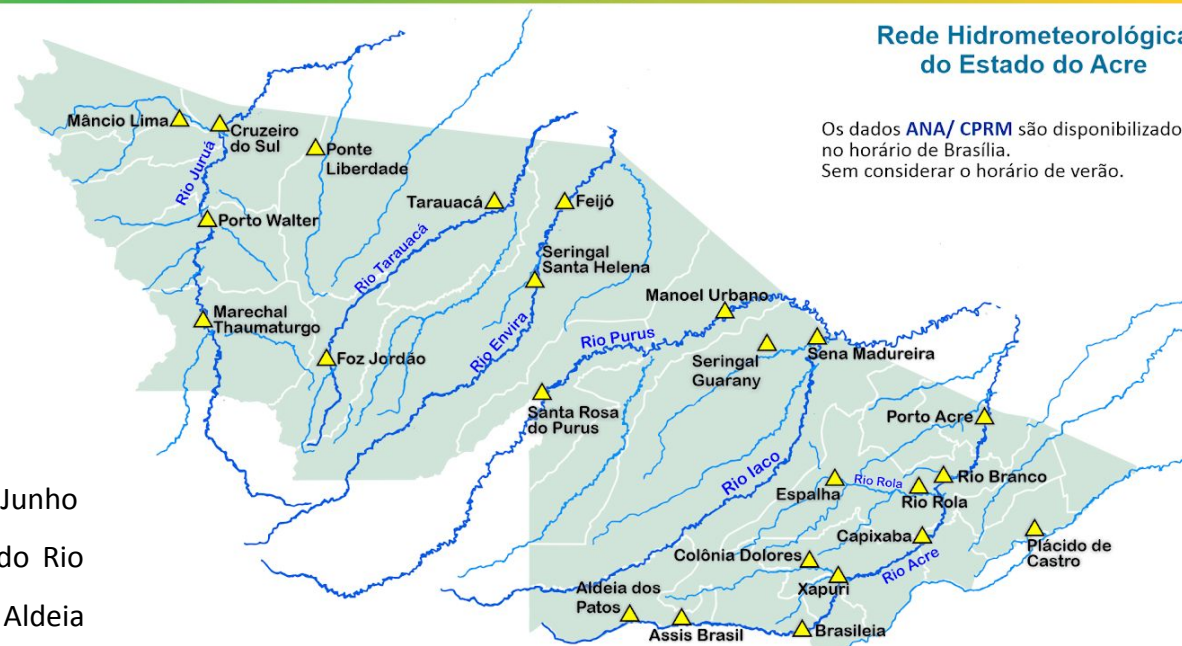 Rede Hidrometeorológica
do Estado do Acre
Os dados ANA/ CPRM são disponibilizado
no horário de Brasília.
Sem considerar o horário de verão.
Mâncio Lima
Cruzeiro
do Sul
Ponte
Liberdade
Rio Juruá
Porto Walter
Tarauacá
Feijó
Rio Tarauacá
Seringal
Santa Helena
Marechal
Thaumaturgo
Foz Jordão
Rio Envira
Manoel Urbano
Rio Purus
Seringal
Guarany
Sena Madureira
Santa Rosa
do Purus
Porto Acre
Rio Iaco
Espalha
Rio Rola
Rio Rola
Rio Branco
Capixaba
Plácido de
Castro
Colônia Dolores
Rio Acre
Xapuri
Aldeia dos
Patos
Assis Brasil
Brasileia
Junho
do Rio
Aldeia